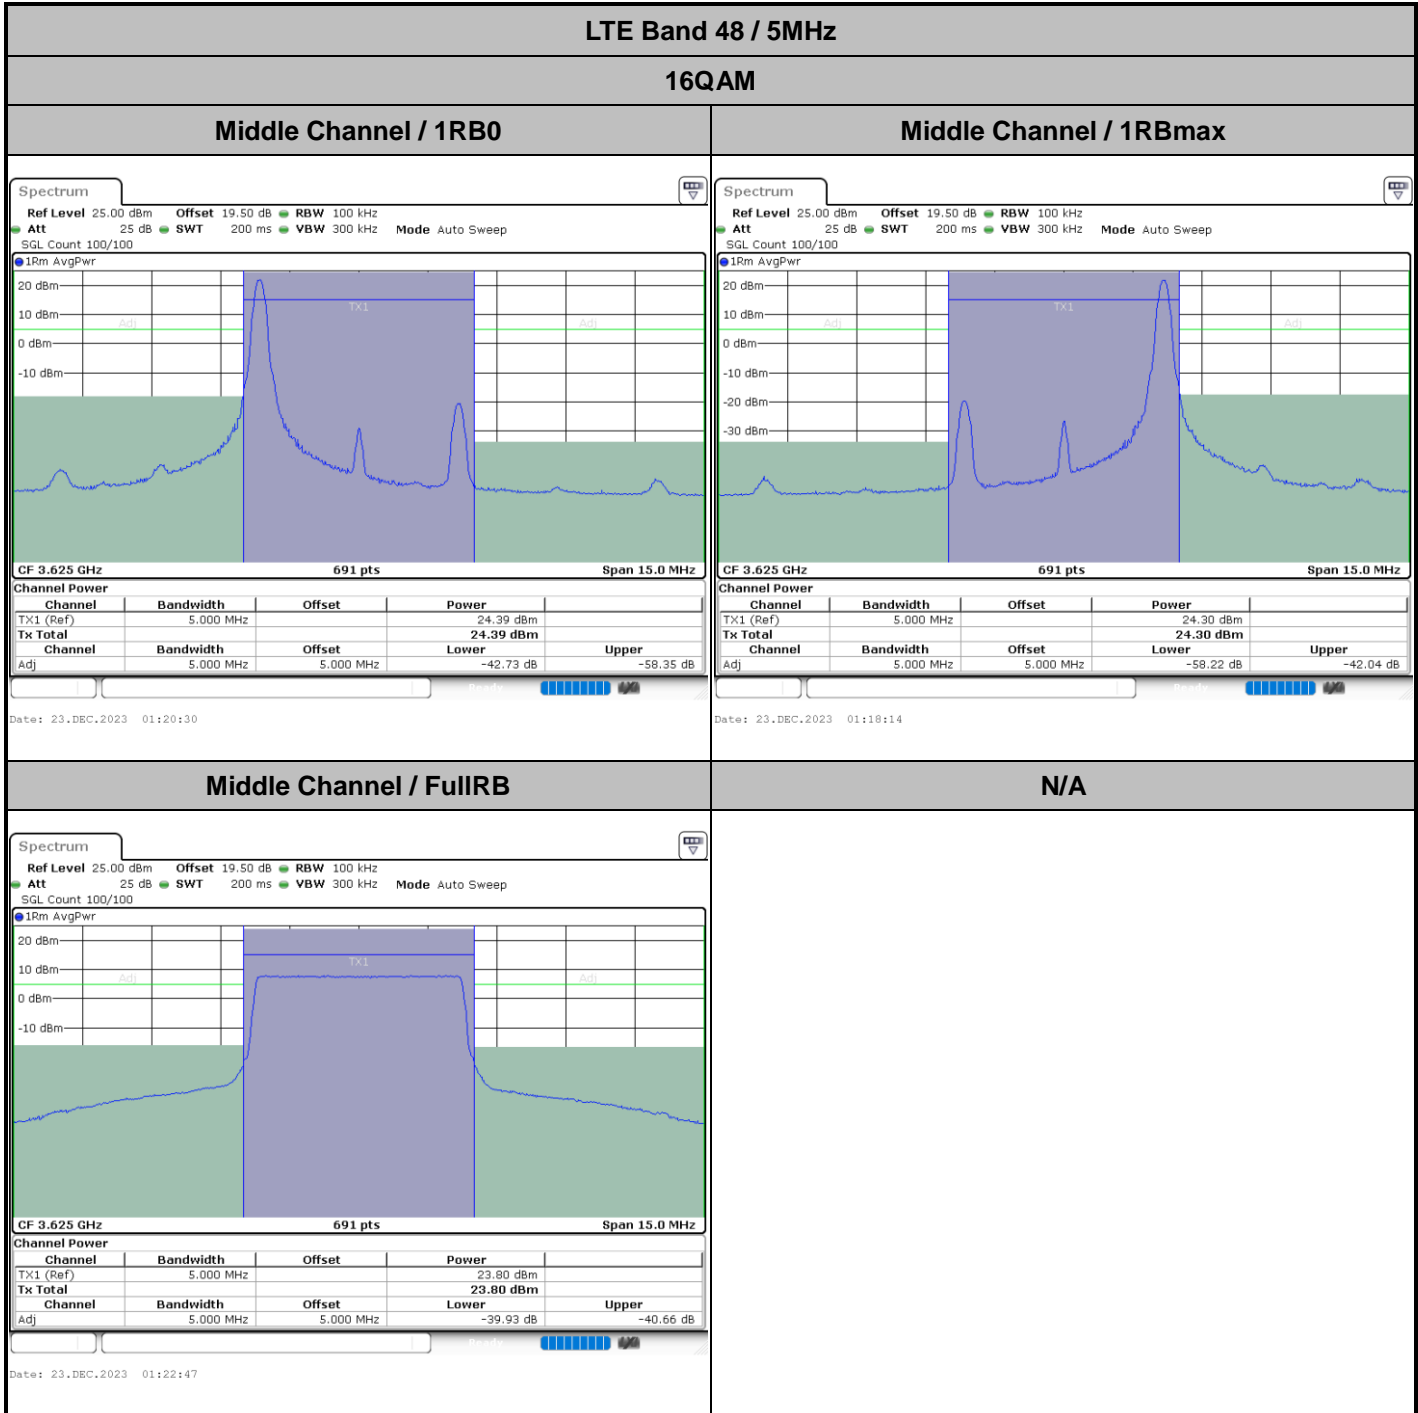 LTE Band 48 / 5MHz
16QAM
Middle Channel / 1RB0
Middle Channel / 1RBmax
Spectrum
Ref Level 25.00 dBm Offset 19.50 dB RBW 100 kHz
Att 25 dB SWT 200 ms VBW 300 kHz Mode Auto Sweep
SGL Count 100/100
1Rm AvgPwr
20 dBm
10 dBm
0 dBm
-10 dBm
Adj
TX1
Adj
CF 3.625 GHz 691 pts Span 15.0 MHz
Channel Power
Channel Bandwidth Offset Power
TX1 (Ref) 5.000 MHz 24.39 dBm
Tx Total 24.39 dBm
Channel Bandwidth Offset Lower Upper
Adj 5.000 MHz 5.000 MHz -42.73 dB -58.35 dB
Ready
Date: 23.DEC.2023 01:20:30
Spectrum
Ref Level 25.00 dBm Offset 19.50 dB RBW 100 kHz
Att 25 dB SWT 200 ms VBW 300 kHz Mode Auto Sweep
SGL Count 100/100
1Rm AvgPwr
20 dBm
10 dBm
0 dBm
-10 dBm
-20 dBm
-30 dBm
Adj
TX1
Adj
CF 3.625 GHz 691 pts Span 15.0 MHz
Channel Power
Channel Bandwidth Offset Power
TX1 (Ref) 5.000 MHz 24.30 dBm
Tx Total 24.30 dBm
Channel Bandwidth Offset Lower Upper
Adj 5.000 MHz 5.000 MHz -58.22 dB -42.04 dB
Ready
Date: 23.DEC.2023 01:18:14
Middle Channel / FullRB
N/A
Spectrum
Ref Level 25.00 dBm Offset 19.50 dB RBW 100 kHz
Att 25 dB SWT 200 ms VBW 300 kHz Mode Auto Sweep
SGL Count 100/100
1Rm AvgPwr
20 dBm
10 dBm
0 dBm
-10 dBm
Adj
TX1
Adj
CF 3.625 GHz 691 pts Span 15.0 MHz
Channel Power
Channel Bandwidth Offset Power
TX1 (Ref) 5.000 MHz 23.80 dBm
Tx Total 23.80 dBm
Channel Bandwidth Offset Lower Upper
Adj 5.000 MHz 5.000 MHz -39.93 dB -40.66 dB
Ready
Date: 23.DEC.2023 01:22:47